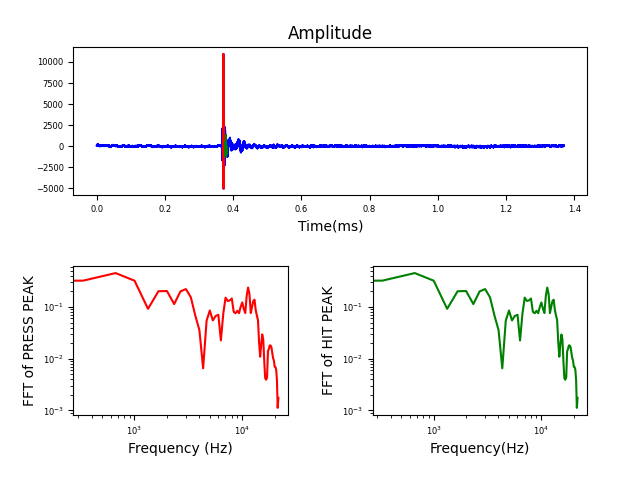 Amplitude
10000
7500
5000
2500
0
−2500
−5000
0.0 0.2 0.4 0.6 0.8 1.0 1.2 1.4
Time(ms)
FFT of PRESS PEAK
10⁻¹
10⁻²
10⁻³
10³ 10⁴
Frequency (Hz)
FFT of HIT PEAK
10⁻¹
10⁻²
10⁻³
10³ 10⁴
Frequency(Hz)